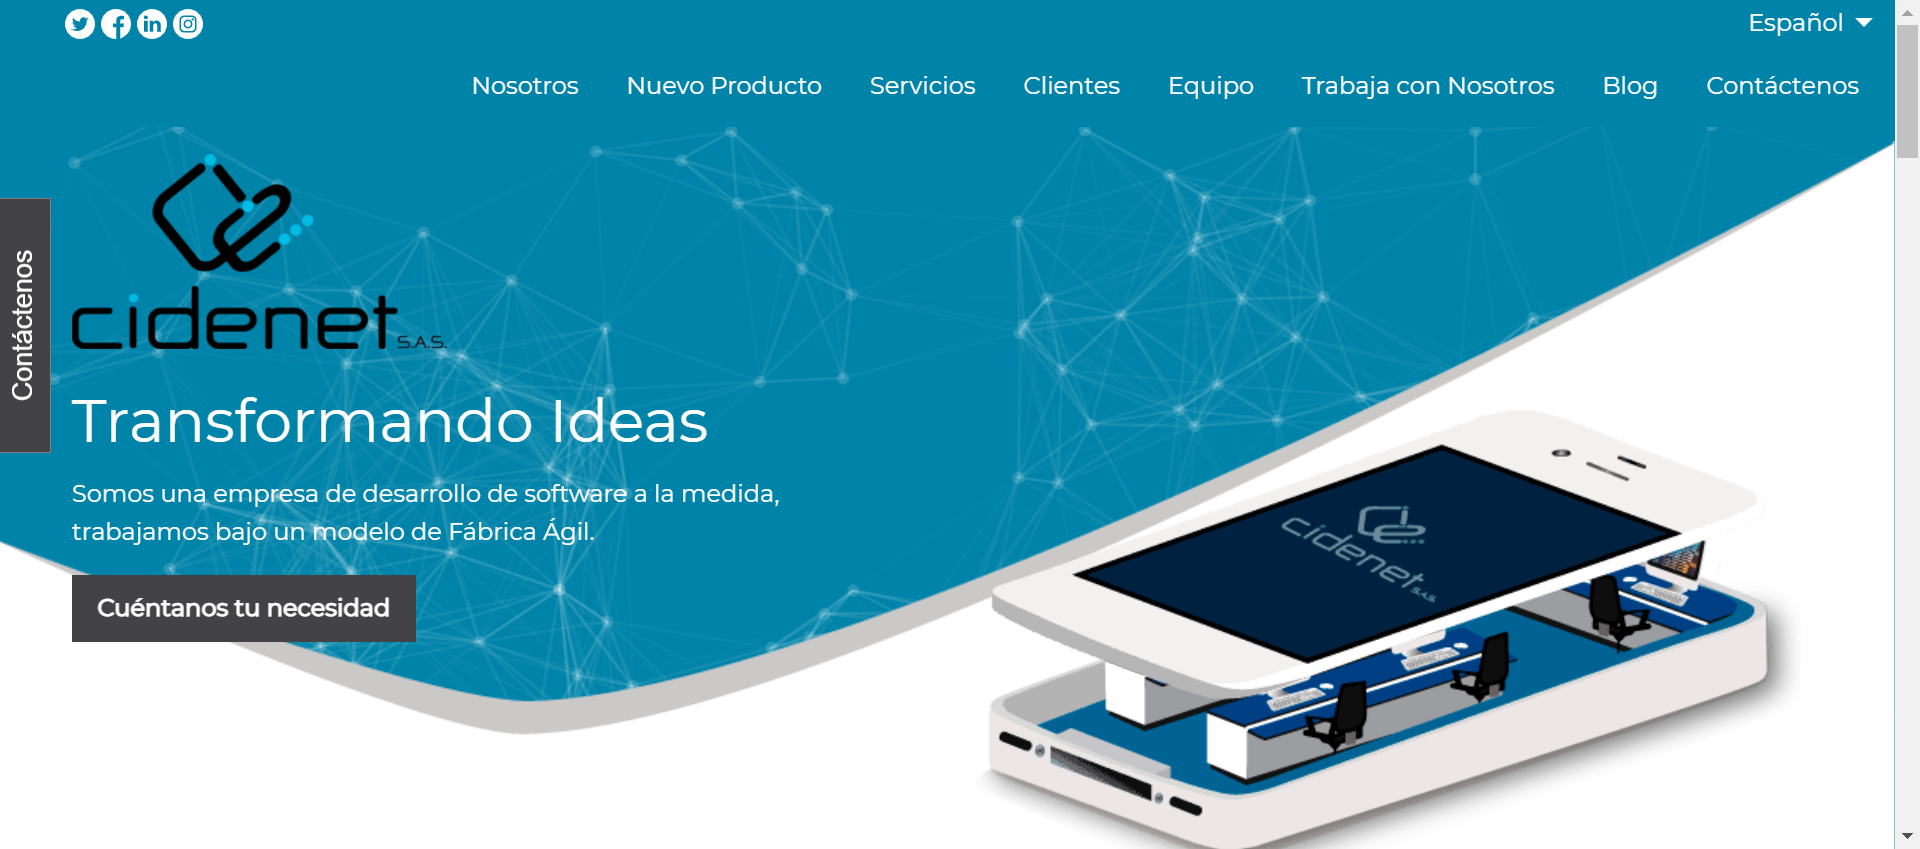 Español
Nosotros Nuevo Producto Servicios Clientes Equipo Trabaja con Nosotros Blog Contáctenos
Contáctenos
cidenet S.A.S.
Transformando Ideas
Somos una empresa de desarrollo de software a la medida,
trabajamos bajo un modelo de Fábrica Ágil.
Cuéntanos tu necesidad
cidenet S.A.S.